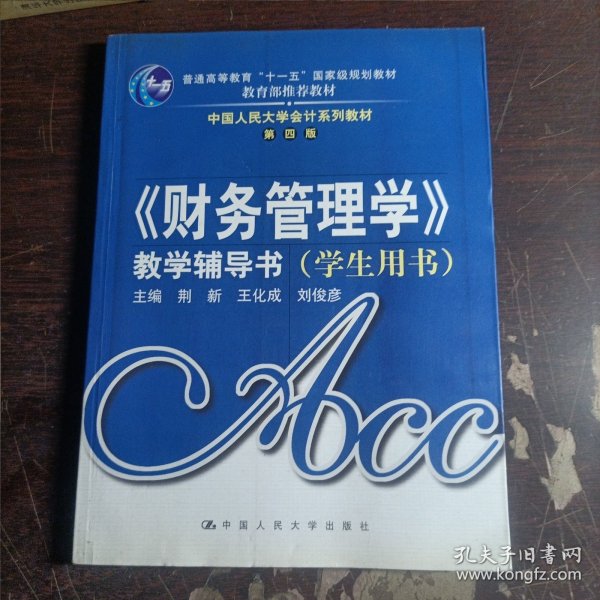 十一五
普通高等教育“十一五”国家级规划教材
教育部推荐教材
中国人民大学会计系列教材
第四版
《财务管理学》
教学辅导书（学生用书）
主编 荆新 王化成 刘俊彦
Acc
中国人民大学出版社
孔夫子旧书网
www.kongfz.com